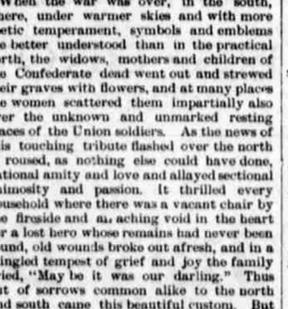 When the war was over, in the south,
here, under warmer skies and with more
etic temperament, symbols and emblems
e better understood than in the practical
rth, the widows, mothers and children of
e Confederate dead went out and strewed
eir graves with flowers, and at many places
e women scattered them impartially also
er the unknown and unmarked resting
aces of the Union soldiers. As the news of
is touching tribute flashed over the north
roused, as nothing else could have done,
ational amity and love and allayed sectional
nimosity and passion. It thrilled every
usehold where there was a vacant chair by
e fireside and an aching void in the heart
r a lost hero whose remains had never been
und, old wounds broke out afresh, and in a
ingled tempest of grief and joy the family
ried, "May be it was our darling." Thus
ut of sorrows common alike to the north
nd south came this beautiful custom. But